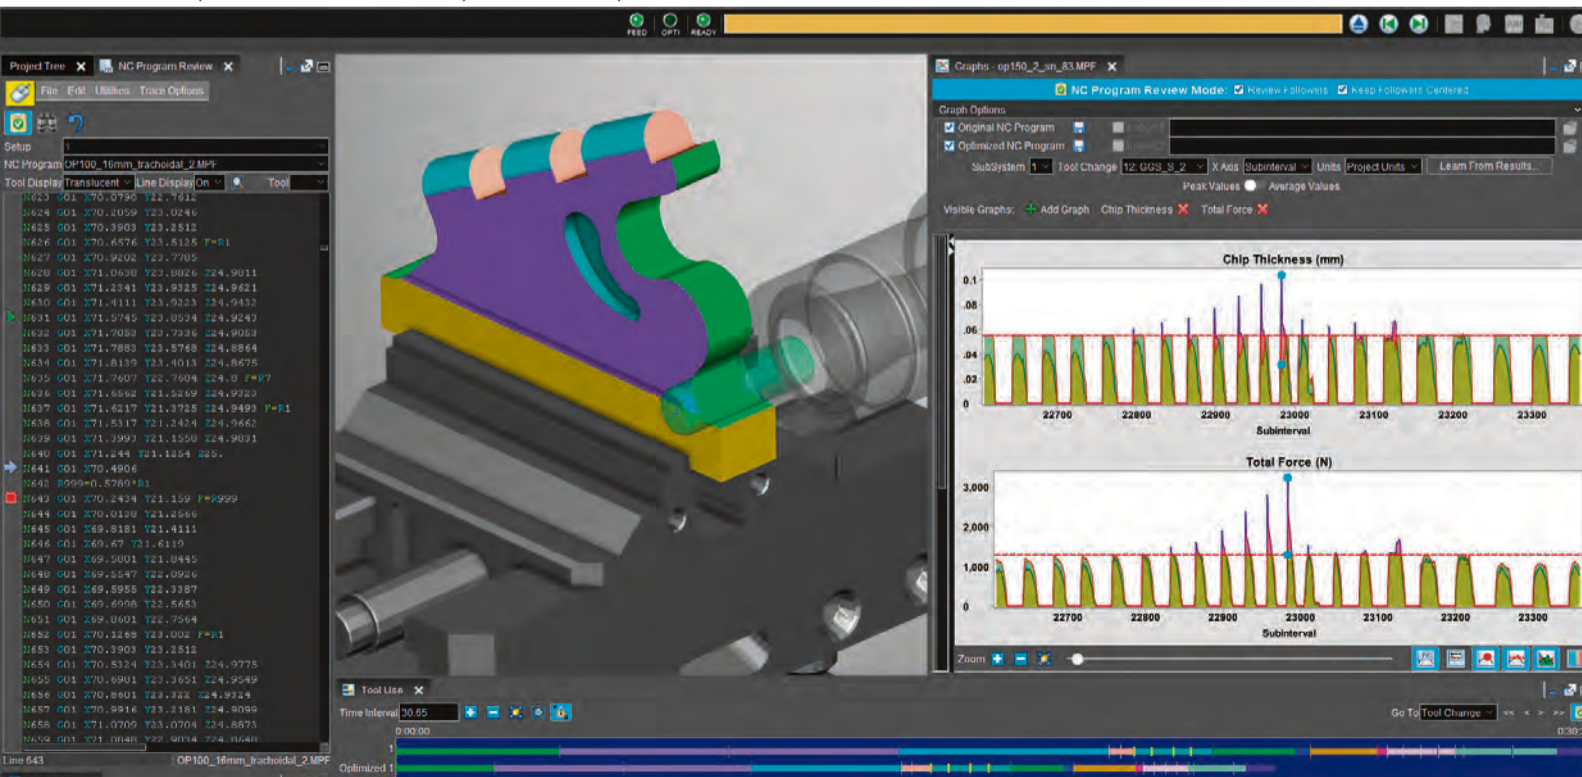 FEED OPTI READY
Project Tree
NC Program Review
File Edit Utilities Trace Options
Setup 1
NC Program OP100_16mm_trachoidal_2.MPF
Tool Display Translucent Line Display On Tool
N623 G01 X70.0790 Y22.7612
N624 G01 X70.2059 Y23.0246
N625 G01 X70.3903 Y23.2512
N626 G01 X70.6576 Y23.5125 F=R1
N627 G01 X70.9202 Y23.7785
N628 G01 X71.0638 Y23.8826 Z24.9811
N629 G01 X71.2341 Y23.9325 Z24.9621
N630 G01 X71.4111 Y23.9223 Z24.9432
N631 G01 X71.5745 Y23.8534 Z24.9243
N632 G01 X71.7053 Y23.7336 Z24.9053
N633 G01 X71.7883 Y23.5768 Z24.8864
N634 G01 X71.8139 Y23.4013 Z24.8675
N635 G01 X71.7607 Y22.7684 Z24.8 F=R7
N636 G01 X71.6562 Y21.5269 Z24.9323
N637 G01 X71.6217 Y21.3725 Z24.9493 F=R1
N638 G01 X71.5317 Y21.2424 Z24.9662
N639 G01 X71.3993 Y21.1558 Z24.9831
N640 G01 X71.244 Y21.1254 Z25.
N641 G01 X70.4906
N642 R999=0.5789*R1
N643 G01 X70.2434 Y21.159 F=R999
N644 G01 X70.0138 Y21.2566
N645 G01 X69.8181 Y21.4111
N646 G01 X69.67 Y21.6119
N647 G01 X69.5801 Y21.8445
N648 G01 X69.5547 Y22.0926
N649 G01 X69.5955 Y22.3387
N650 G01 X69.6998 Y22.5653
N651 G01 X69.8601 Y22.7564
N652 G01 X70.1268 Y23.002 F=R1
N653 G01 X70.3903 Y23.2512
N654 G01 X70.5324 Y23.3401 Z24.9775
N655 G01 X70.6981 Y23.3651 Z24.9549
N656 G01 X70.8601 Y23.322 Z24.9324
N657 G01 X70.9916 Y23.2181 Z24.9099
N658 G01 X71.0709 Y23.0704 Z24.8873
N659 G01 X71.0848 Y22.9034 Z24.8648
Line 643 OP100_16mm_trachoidal_2.MPF
Graphs - op150_2_sn_83.MPF
NC Program Review Mode: Review Followers Keep Followers Centered
Graph Options
Original NC Program
Optimized NC Program
SubSystem 1 Tool Change 12: GGS_S_2 X Axis Subinterval Units Project Units Learn From Results...
Peak Values Average Values
Visible Graphs: Add Graph Chip Thickness Total Force
Chip Thickness (mm)
0.1
.08
.06
.04
.02
0
22700 22800 22900 23000 23100 23200 23300
Subinterval
Total Force (N)
3,000
2,000
1,000
0
22700 22800 22900 23000 23100 23200 23300
Subinterval
Zoom
Tool Use
Time Interval 30.65
Go To Tool Change << < > >>
0:00:00
1
Optimized 1